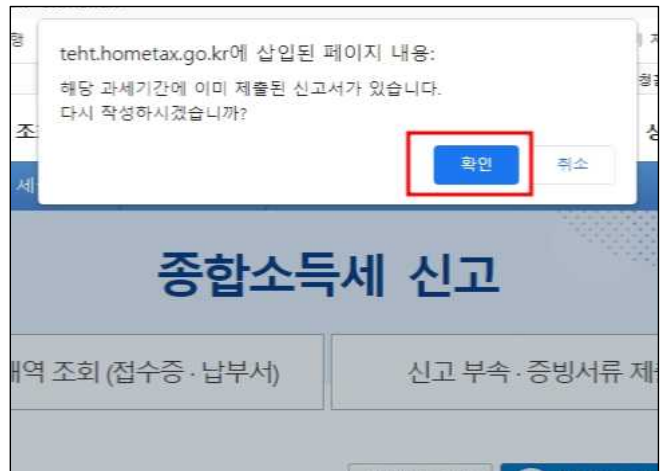 teht.hometax.go.kr에 삽입된 페이지 내용:
해당 과세기간에 이미 제출된 신고서가 있습니다.
다시 작성하시겠습니까?
확인
취소
조
세
종합소득세 신고
내역 조회 (접수증 · 납부서)
신고 부속 · 증빙서류 제